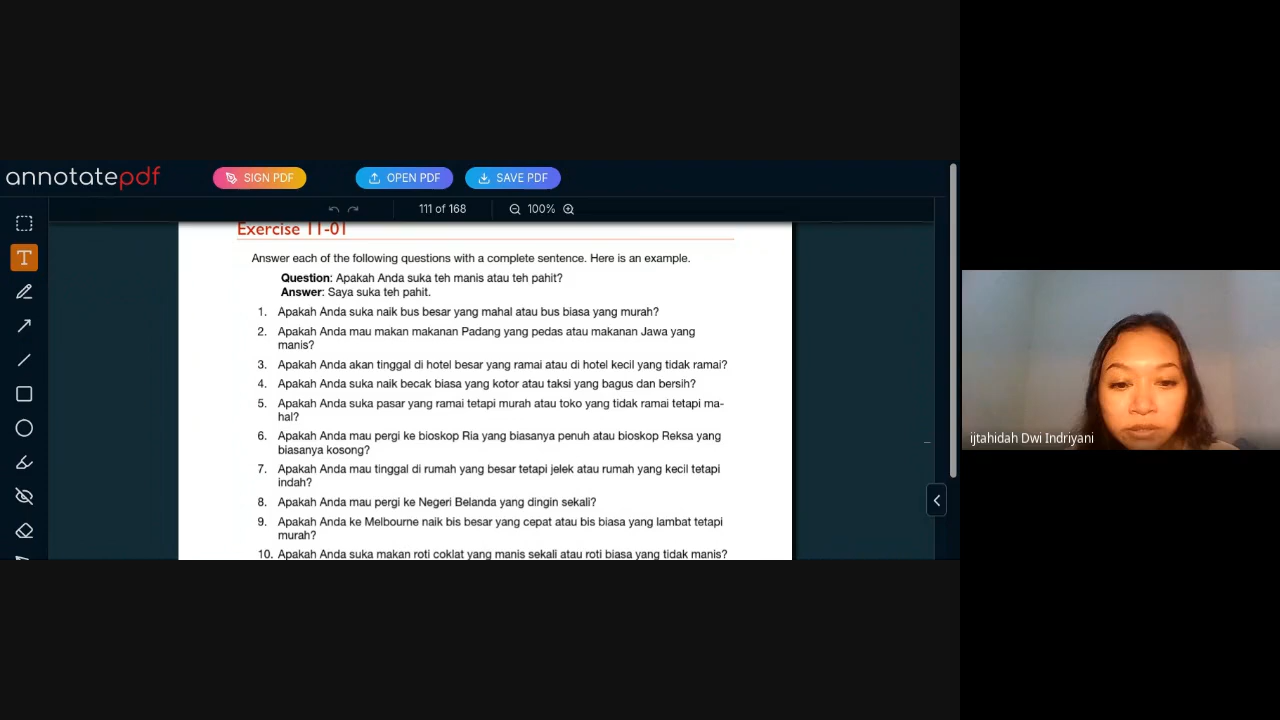 annotatepdf
SIGN PDF
OPEN PDF
SAVE PDF
111 of 168
100%
T
Exercise 11-01
Answer each of the following questions with a complete sentence. Here is an example.
Question: Apakah Anda suka teh manis atau teh pahit?
Answer: Saya suka teh pahit.
1. Apakah Anda suka naik bus besar yang mahal atau bus biasa yang murah?
2. Apakah Anda mau makan makanan Padang yang pedas atau makanan Jawa yang
manis?
3. Apakah Anda akan tinggal di hotel besar yang ramai atau di hotel kecil yang tidak ramai?
4. Apakah Anda suka naik becak biasa yang kotor atau taksi yang bagus dan bersih?
5. Apakah Anda suka pasar yang ramai tetapi murah atau toko yang tidak ramai tetapi ma-
hal?
6. Apakah Anda mau pergi ke bioskop Ria yang biasanya penuh atau bioskop Reksa yang
biasanya kosong?
7. Apakah Anda mau tinggal di rumah yang besar tetapi jelek atau rumah yang kecil tetapi
indah?
8. Apakah Anda mau pergi ke Negeri Belanda yang dingin sekali?
9. Apakah Anda ke Melbourne naik bis besar yang cepat atau bis biasa yang lambat tetapi
murah?
10. Apakah Anda suka makan roti coklat yang manis sekali atau roti biasa yang tidak manis?
ijtahidah Dwi Indriyani